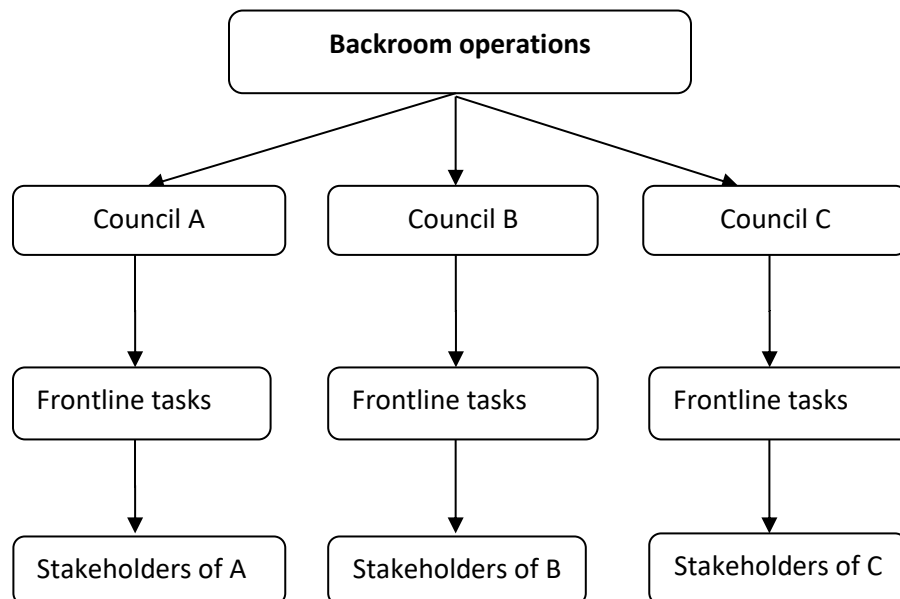 Backroom operations
Council A
Council B
Council C
Frontline tasks
Frontline tasks
Frontline tasks
Stakeholders of A
Stakeholders of B
Stakeholders of C